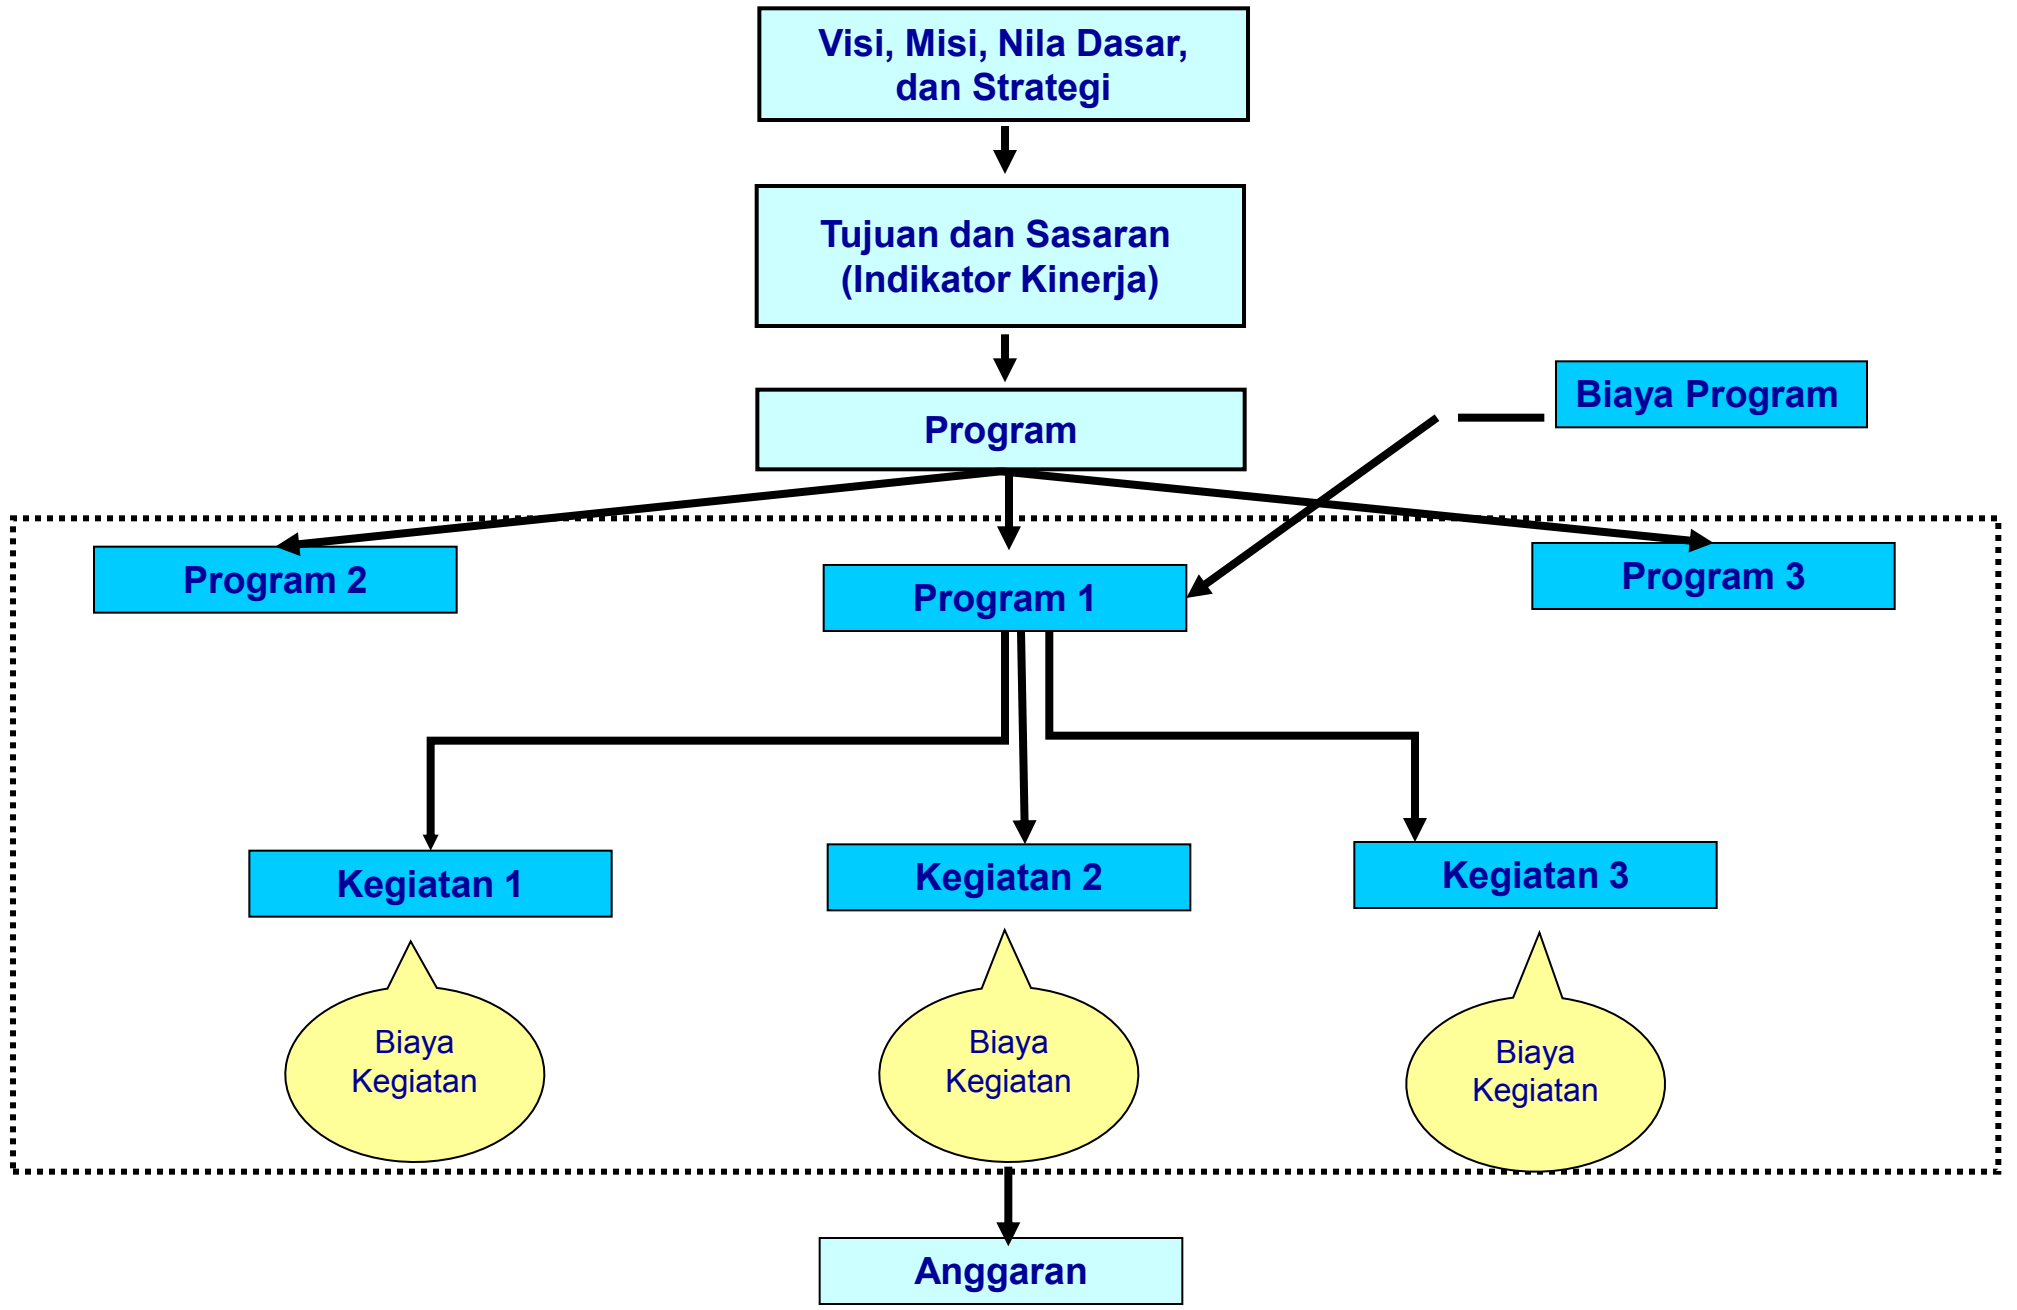 Visi, Misi, Nila Dasar,
dan Strategi
Tujuan dan Sasaran
(Indikator Kinerja)
Program
Biaya Program
Program 2
Program 1
Program 3
Kegiatan 1
Kegiatan 2
Kegiatan 3
Biaya
Kegiatan
Biaya
Kegiatan
Biaya
Kegiatan
Anggaran